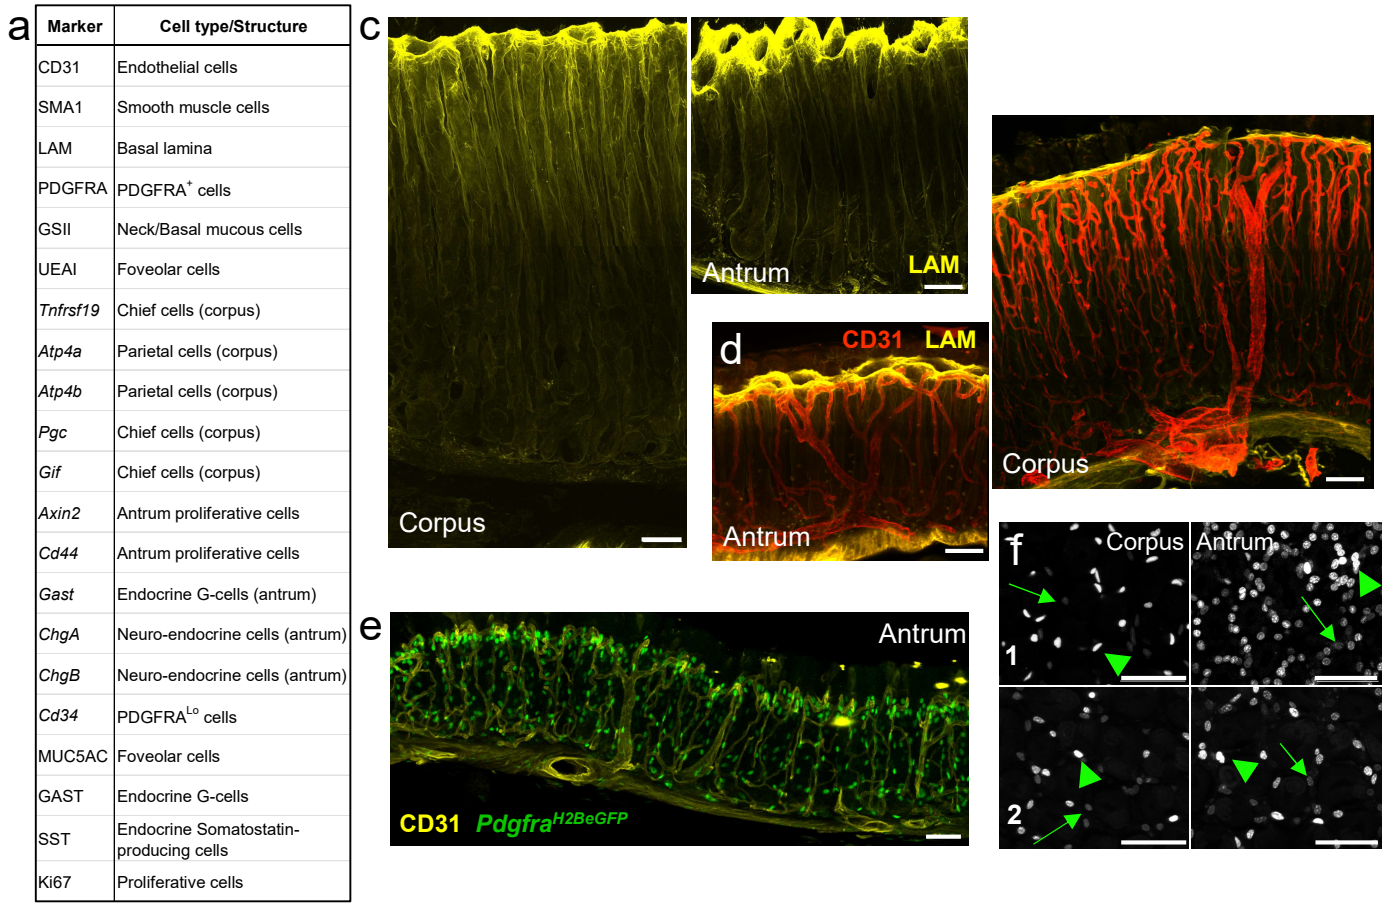 a
Marker Cell type/Structure
CD31 Endothelial cells
SMA1 Smooth muscle cells
LAM Basal lamina
PDGFRA PDGFRA+ cells
GSII Neck/Basal mucous cells
UEAI Foveolar cells
Tnfrsf19 Chief cells (corpus)
Atp4a Parietal cells (corpus)
Atp4b Parietal cells (corpus)
Pgc Chief cells (corpus)
Gif Chief cells (corpus)
Axin2 Antrum proliferative cells
Cd44 Antrum proliferative cells
Gast Endocrine G-cells (antrum)
ChgA Neuro-endocrine cells (antrum)
ChgB Neuro-endocrine cells (antrum)
Cd34 PDGFRALo cells
MUC5AC Foveolar cells
GAST Endocrine G-cells
SST Endocrine Somatostatin-
producing cells
Ki67 Proliferative cells
c
Corpus
Antrum LAM
d CD31 LAM
Antrum
Corpus
e Antrum
CD31 PdgfraH2BeGFP
f Corpus Antrum
1
2